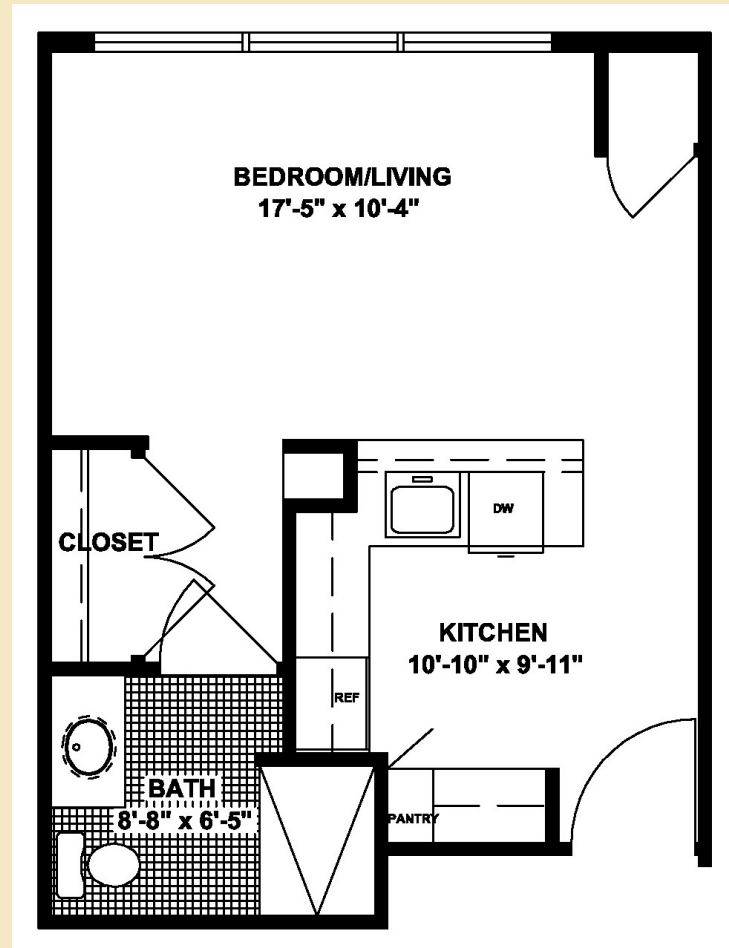 BEDROOM/LIVING
17'-5" x 10'-4"
CLOSET
DW
KITCHEN
10'-10" x 9'-11"
REF
BATH
8'-8" x 6'-5"
PANTRY